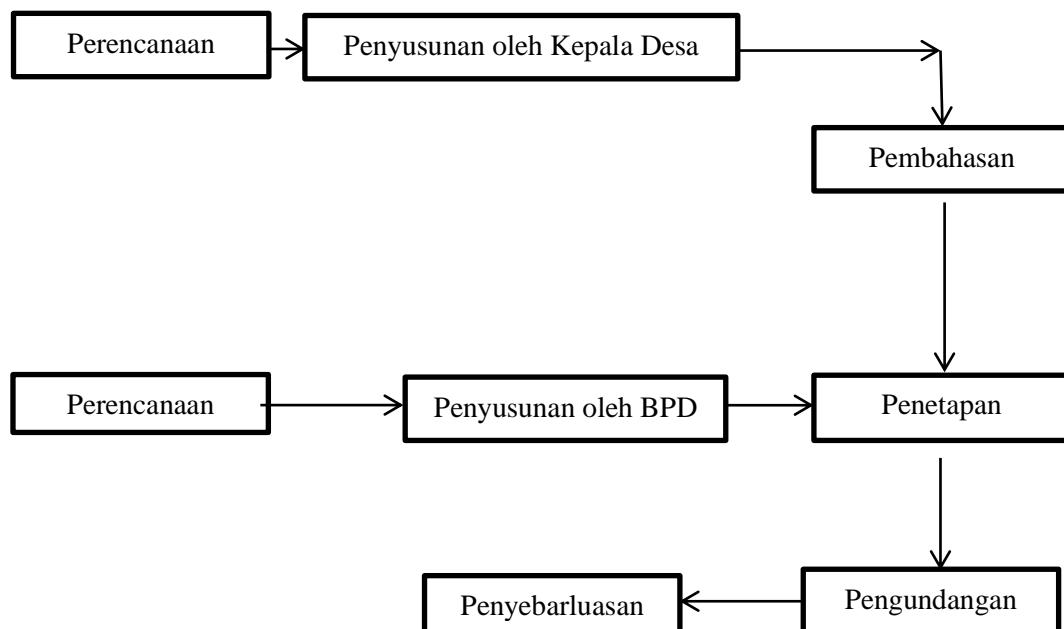 Perencanaan
Penyusunan oleh Kepala Desa
Pembahasan
Perencanaan
Penyusunan oleh BPD
Penetapan
Penyebarluasan
Pengundangan